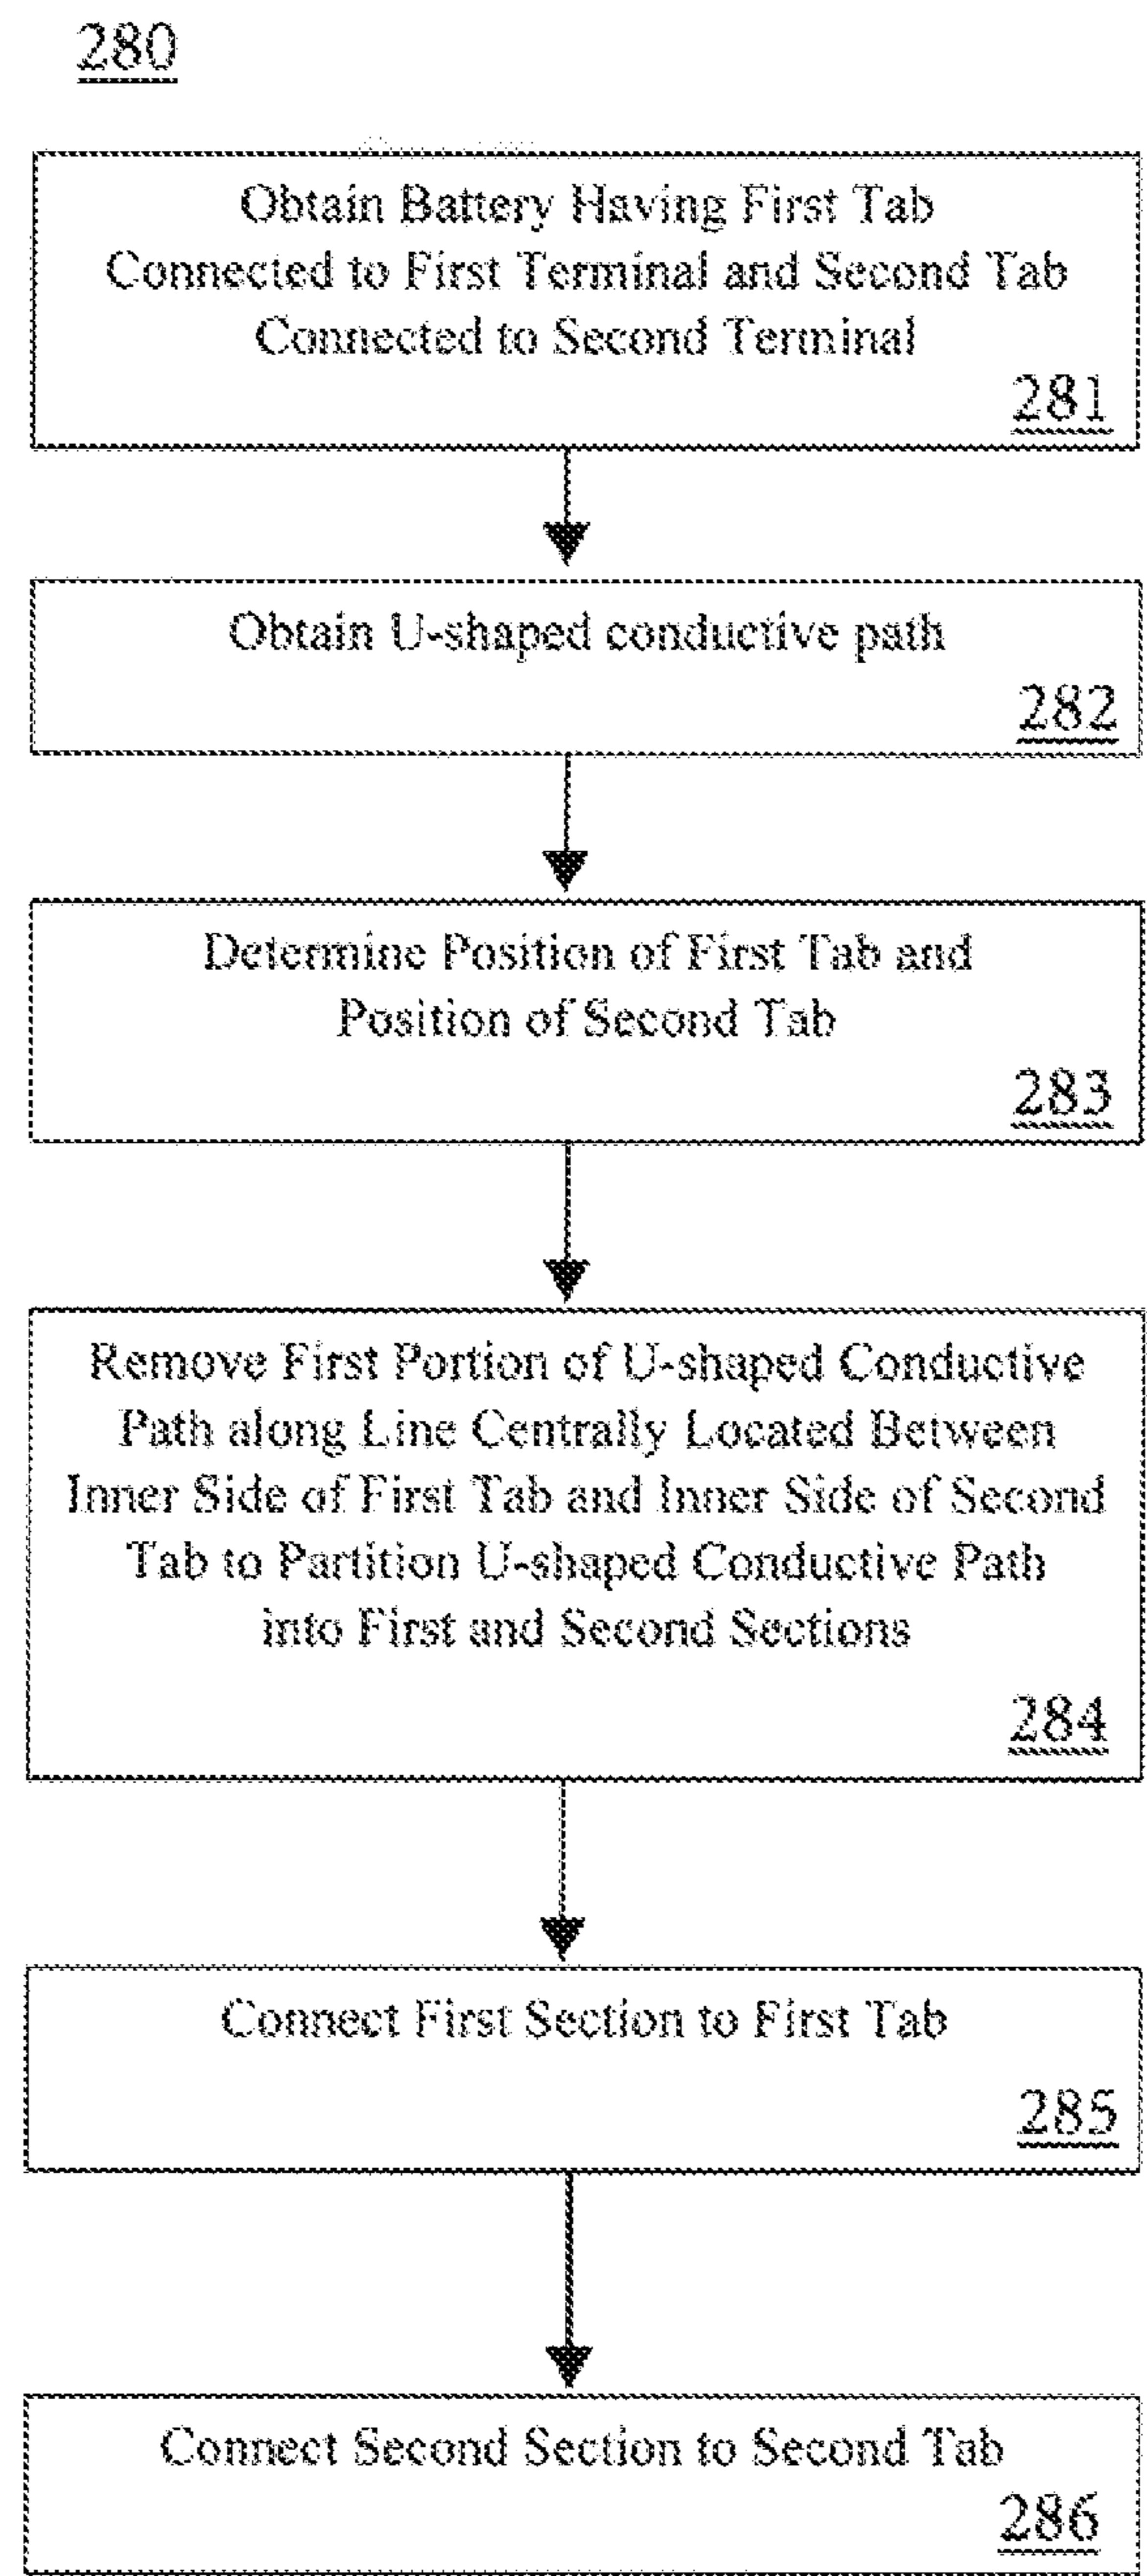 280
Obtain Battery Having First Tab
Connected to First Terminal and Second Tab
Connected to Second Terminal
281
Obtain U-shaped conductive path
282
Determine Position of First Tab and
Position of Second Tab
283
Remove First Portion of U-shaped Conductive
Path along Line Centrally Located Between
Inner Side of First Tab and Inner Side of Second
Tab to Partition U-shaped Conductive Path
into First and Second Sections
284
Connect First Section to First Tab
285
Connect Second Section to Second Tab
286